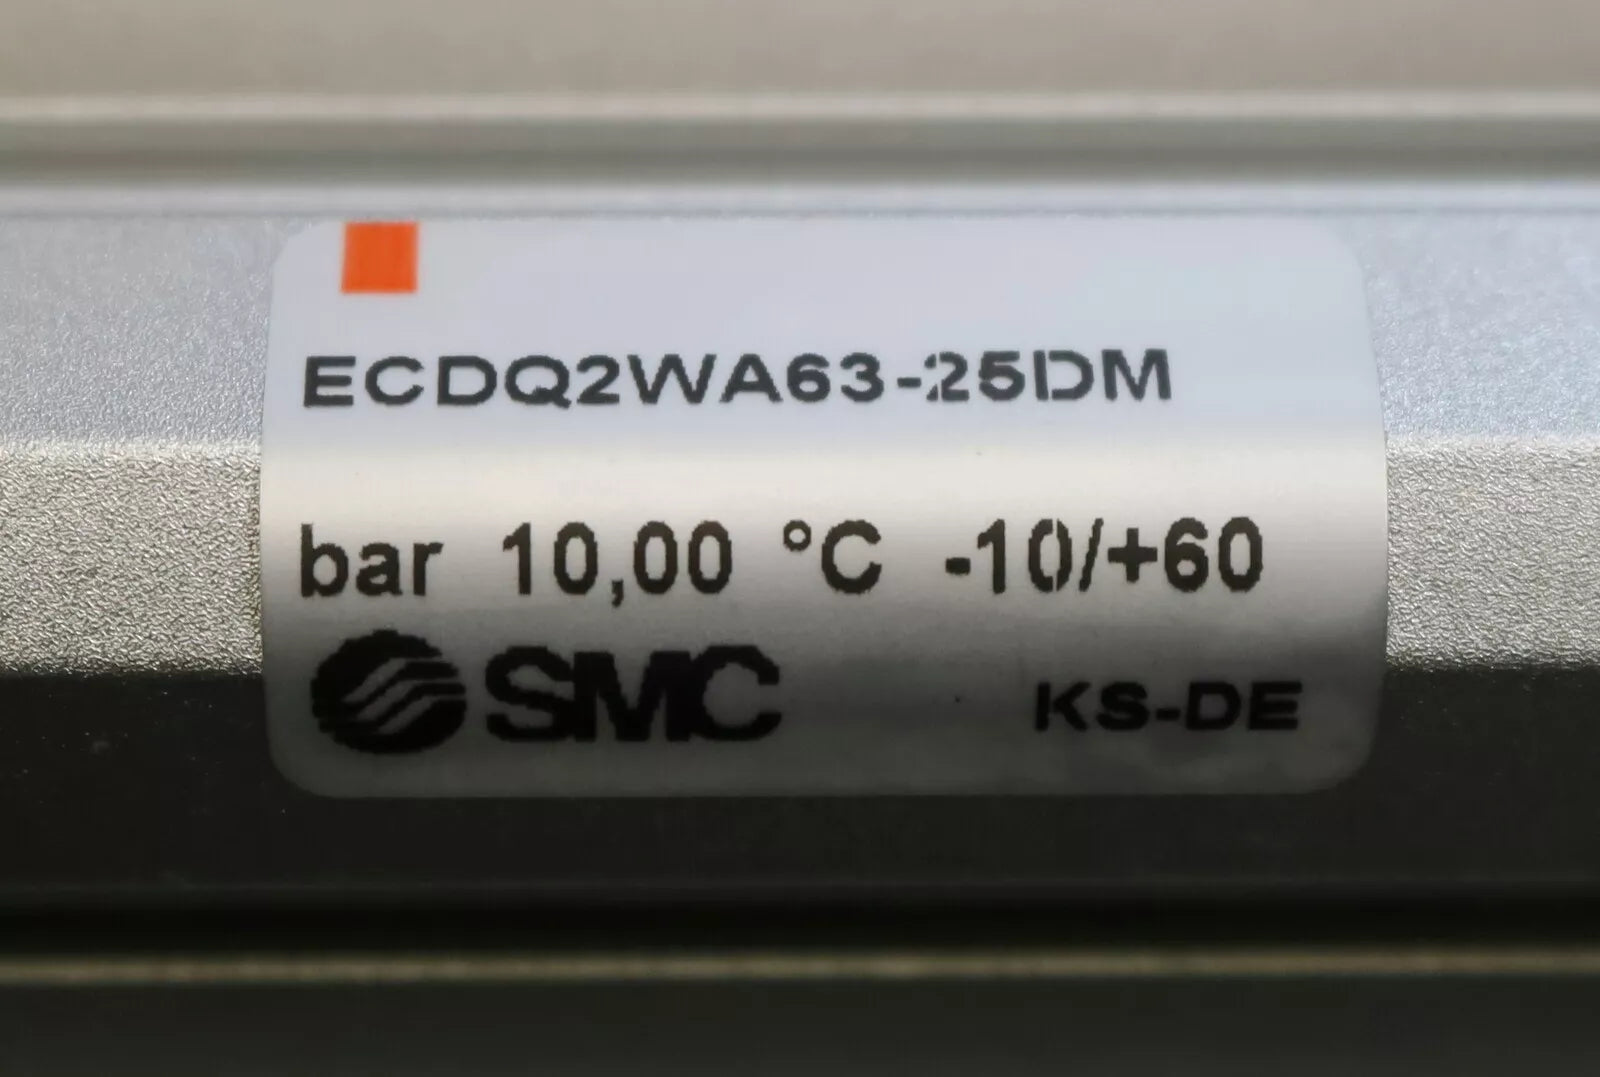 ECDQ2WA63-25DM
bar 10,00 °C -10/+60
SMC KS-DE